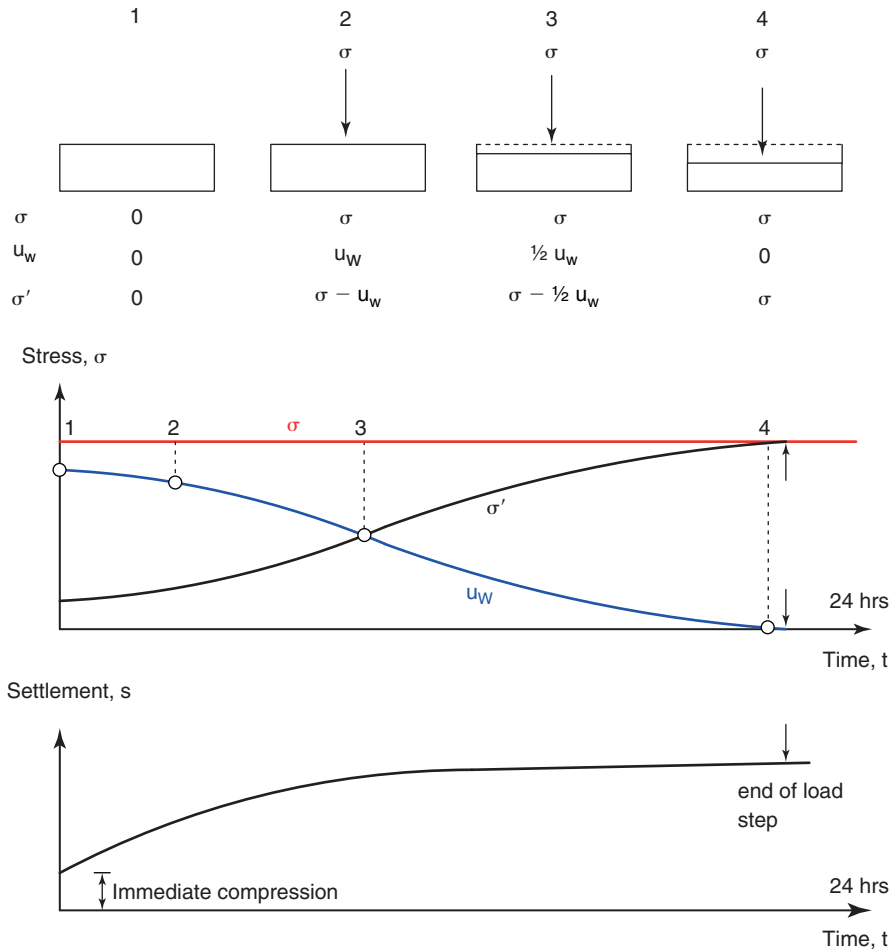 1 2 3 4
σ σ σ
σ 0 σ σ σ
u_w 0 u_w ½ u_w 0
σ′ 0 σ − u_w σ − ½ u_w σ
Stress, σ
1 2 σ 3 4
σ′
u_w
24 hrs
Time, t
Settlement, s
end of load
step
Immediate compression
24 hrs
Time, t